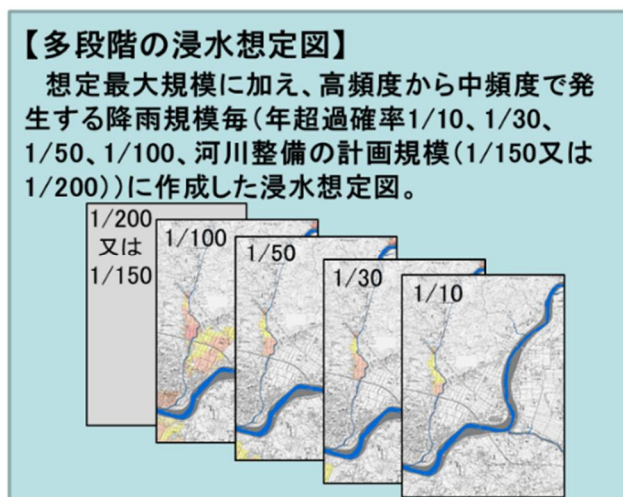 【多段階の浸水想定図】
想定最大規模に加え、高頻度から中頻度で発
生する降雨規模毎(年超過確率1/10、1/30、
1/50、1/100、河川整備の計画規模(1/150又は
1/200))に作成した浸水想定図。
1/200
又は
1/150
1/100
1/50
1/30
1/10